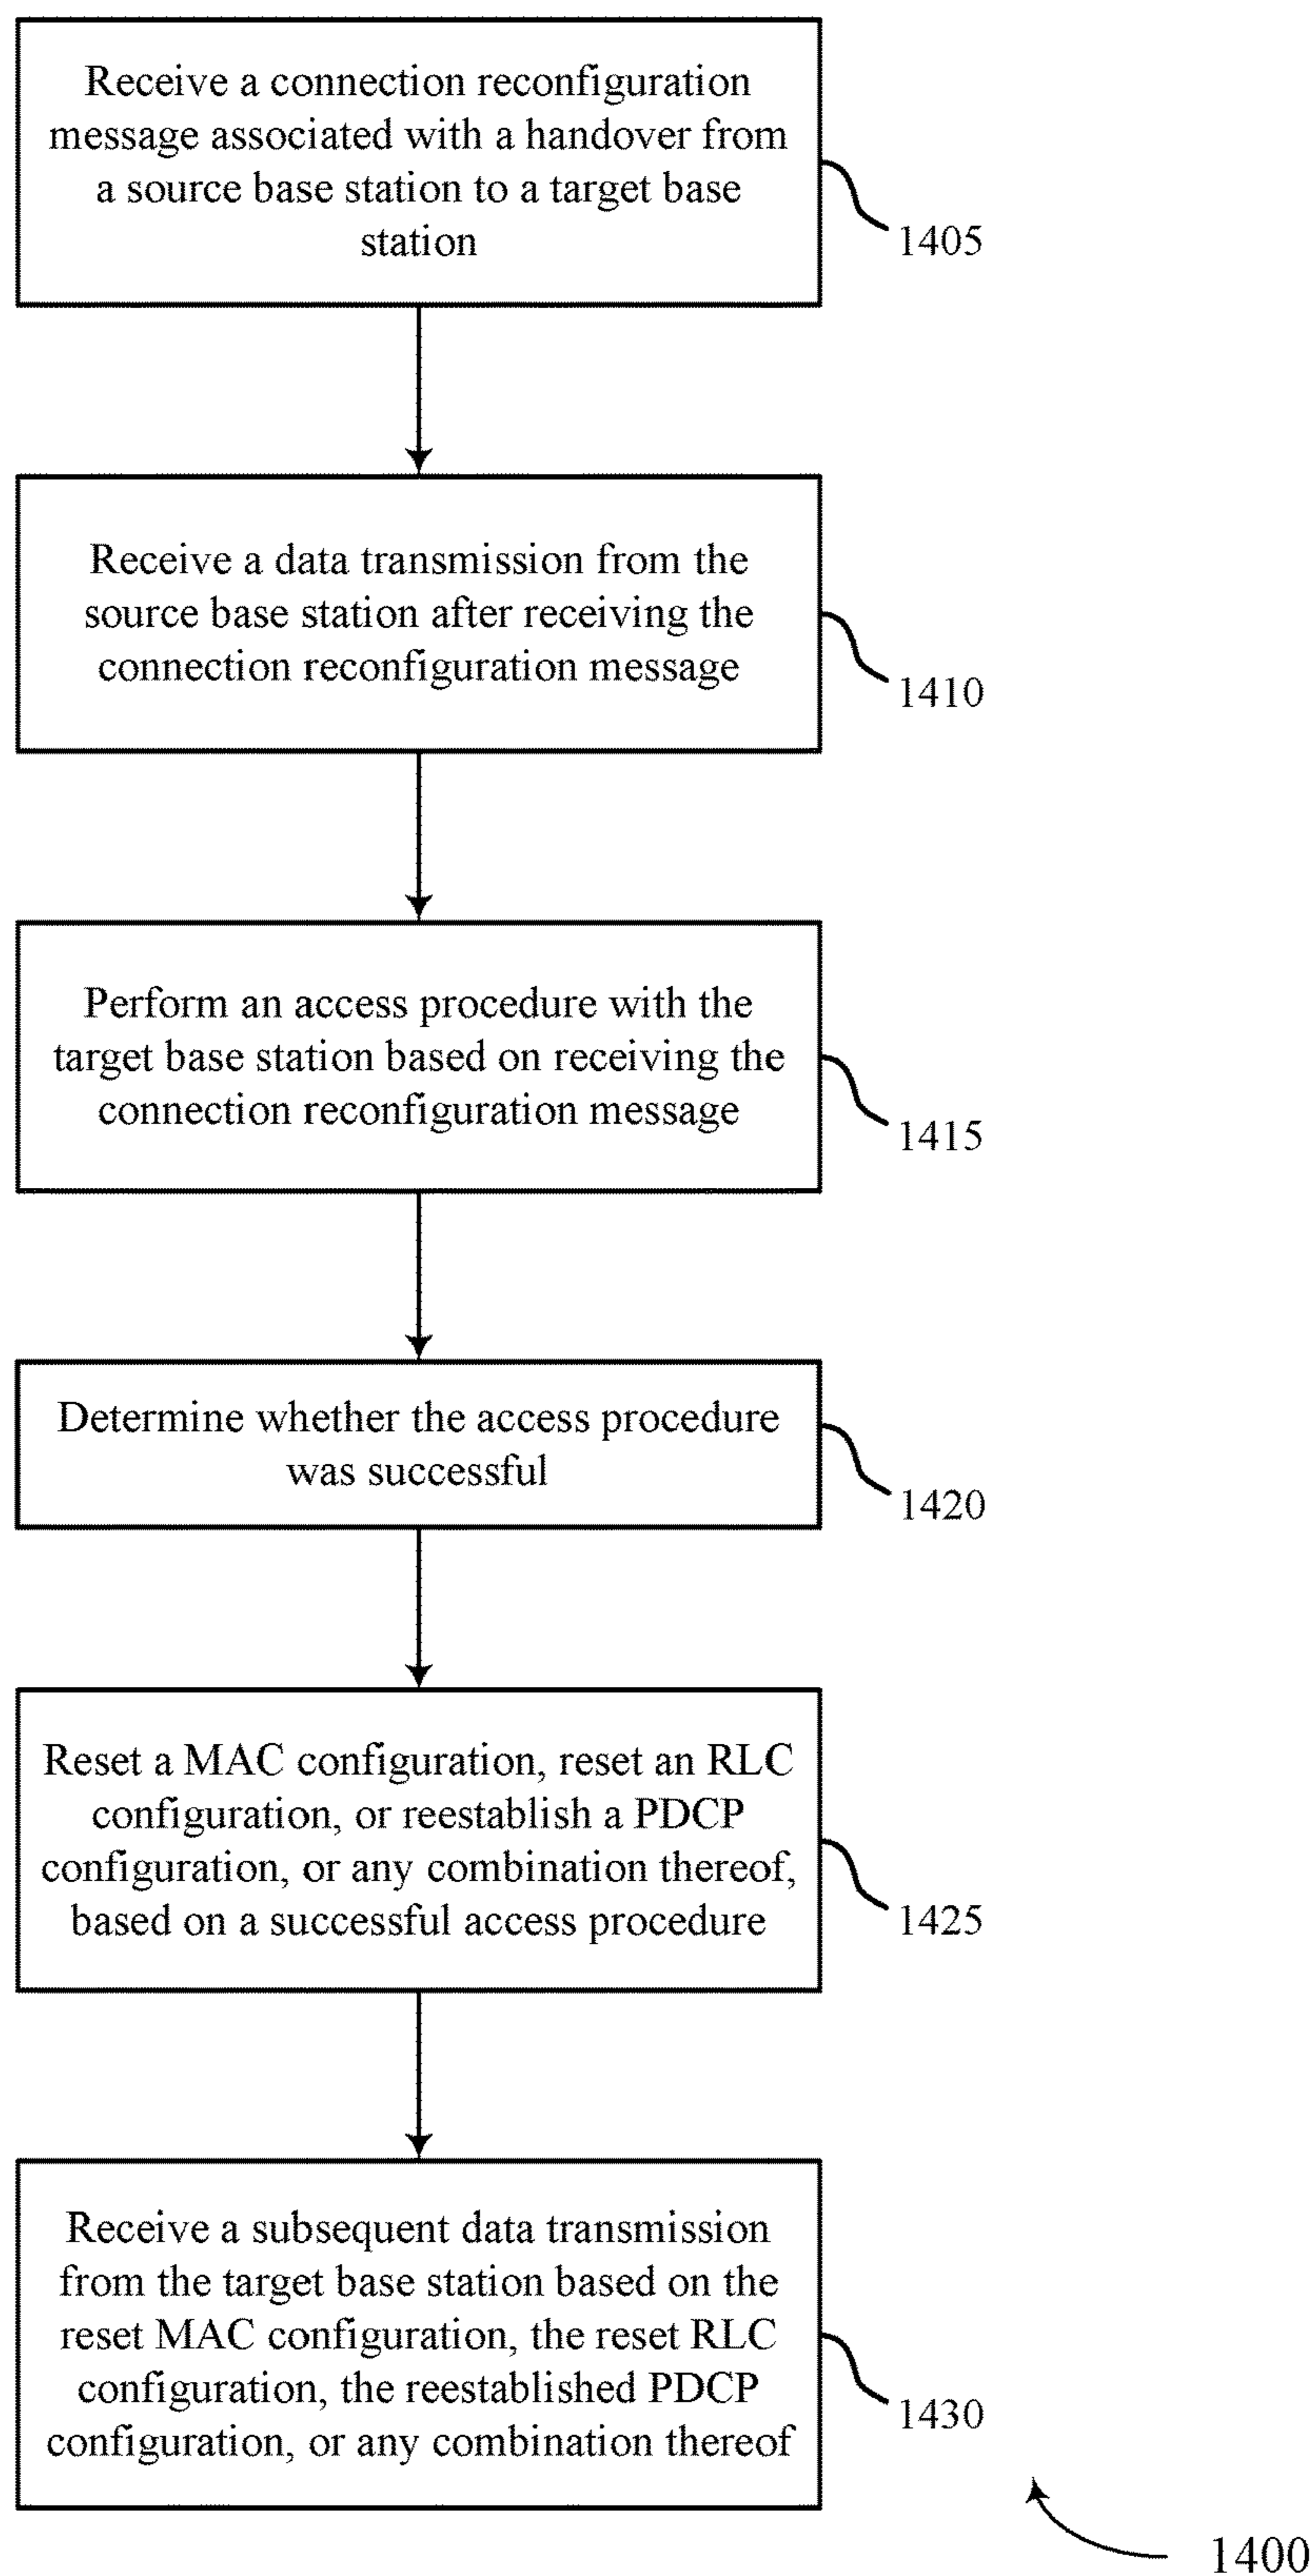 Receive a connection reconfiguration
message associated with a handover from
a source base station to a target base
station
1405
Receive a data transmission from the
source base station after receiving the
connection reconfiguration message
1410
Perform an access procedure with the
target base station based on receiving the
connection reconfiguration message
1415
Determine whether the access procedure
was successful
1420
Reset a MAC configuration, reset an RLC
configuration, or reestablish a PDCP
configuration, or any combination thereof,
based on a successful access procedure
1425
Receive a subsequent data transmission
from the target base station based on the
reset MAC configuration, the reset RLC
configuration, the reestablished PDCP
configuration, or any combination thereof
1430
1400